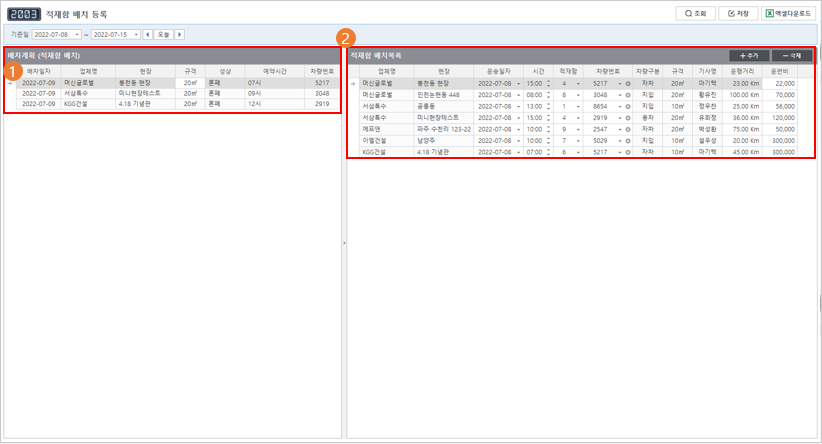 2003 적재함 배치 등록 조회 저장 엑셀다운로드
기준일 2022-07-08 ~ 2022-07-15 오늘
1 2
배차계획 (적재함 배치)
배차일자 업체명 현장 규격 성상 예약시간 차량번호
2022-07-09 머신글로벌 봉천동 현장 20㎥ 혼폐 07시 5217
2022-07-09 서삼특수 미니현장테스트 20㎥ 혼폐 09시 3048
2022-07-09 KGG건설 4.18 기념관 20㎥ 혼폐 12시 2919
적재함 배치목록 추가 삭제
업체명 현장 운송일자 시간 적재함 차량번호 차량구분 규격 기사명 운행거리 운반비
머신글로벌 봉천동 현장 2022-07-09 15:00 4 5217 자차 20㎥ 마기택 23.00 Km 22,000
머신글로벌 인천논현동 448 2022-07-09 08:00 8 3048 지입 20㎥ 황유진 100.00 Km 70,000
서삼특수 공릉동 2022-07-09 13:00 1 8654 지입 10㎥ 정우찬 25.00 Km 56,000
서삼특수 미니현장테스트 2022-07-09 15:00 4 2919 용차 20㎥ 유희정 36.00 Km 120,000
에프앤 파주 수천리 123-22 2022-07-09 10:00 9 2547 자차 20㎥ 박성환 75.00 Km 50,000
이엘건설 남양주 2022-07-09 10:00 7 5029 지입 20㎥ 설우성 20.00 Km 300,000
KGG건설 4.18 기념관 2022-07-09 07:00 6 5217 자차 10㎥ 마기택 45.00 Km 300,000